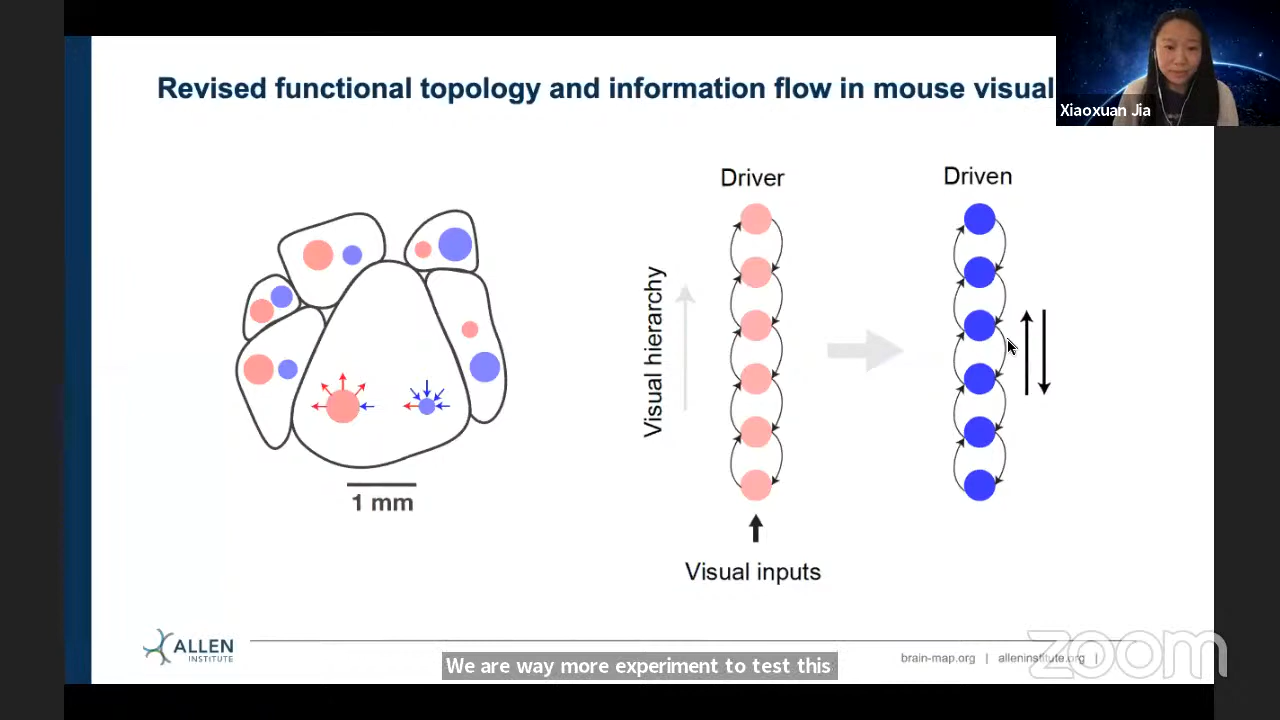 Revised functional topology and information flow in mouse visual
Xiaoxuan Jia
Driver
Driven
Visual hierarchy
1 mm
Visual inputs
ALLEN
INSTITUTE
We are way more experiment to test this
brain-map.org | alleninstitute.org |
zoom